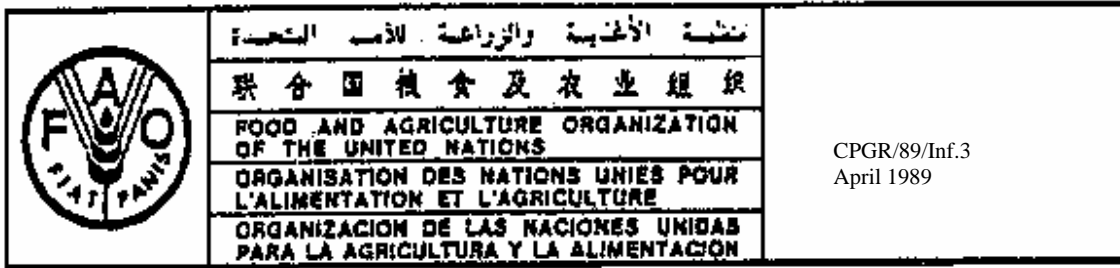 FAO
FIAT PANIS
منظمة الأغذية والزراعة للأمم المتحدة
联合国粮食及农业组织
FOOD AND AGRICULTURE ORGANIZATION
OF THE UNITED NATIONS
ORGANISATION DES NATIONS UNIES POUR
L'ALIMENTATION ET L'AGRICULTURE
ORGANIZACION DE LAS NACIONES UNIDAS
PARA LA AGRICULTURA Y LA ALIMENTACION
CPGR/89/Inf.3
April 1989